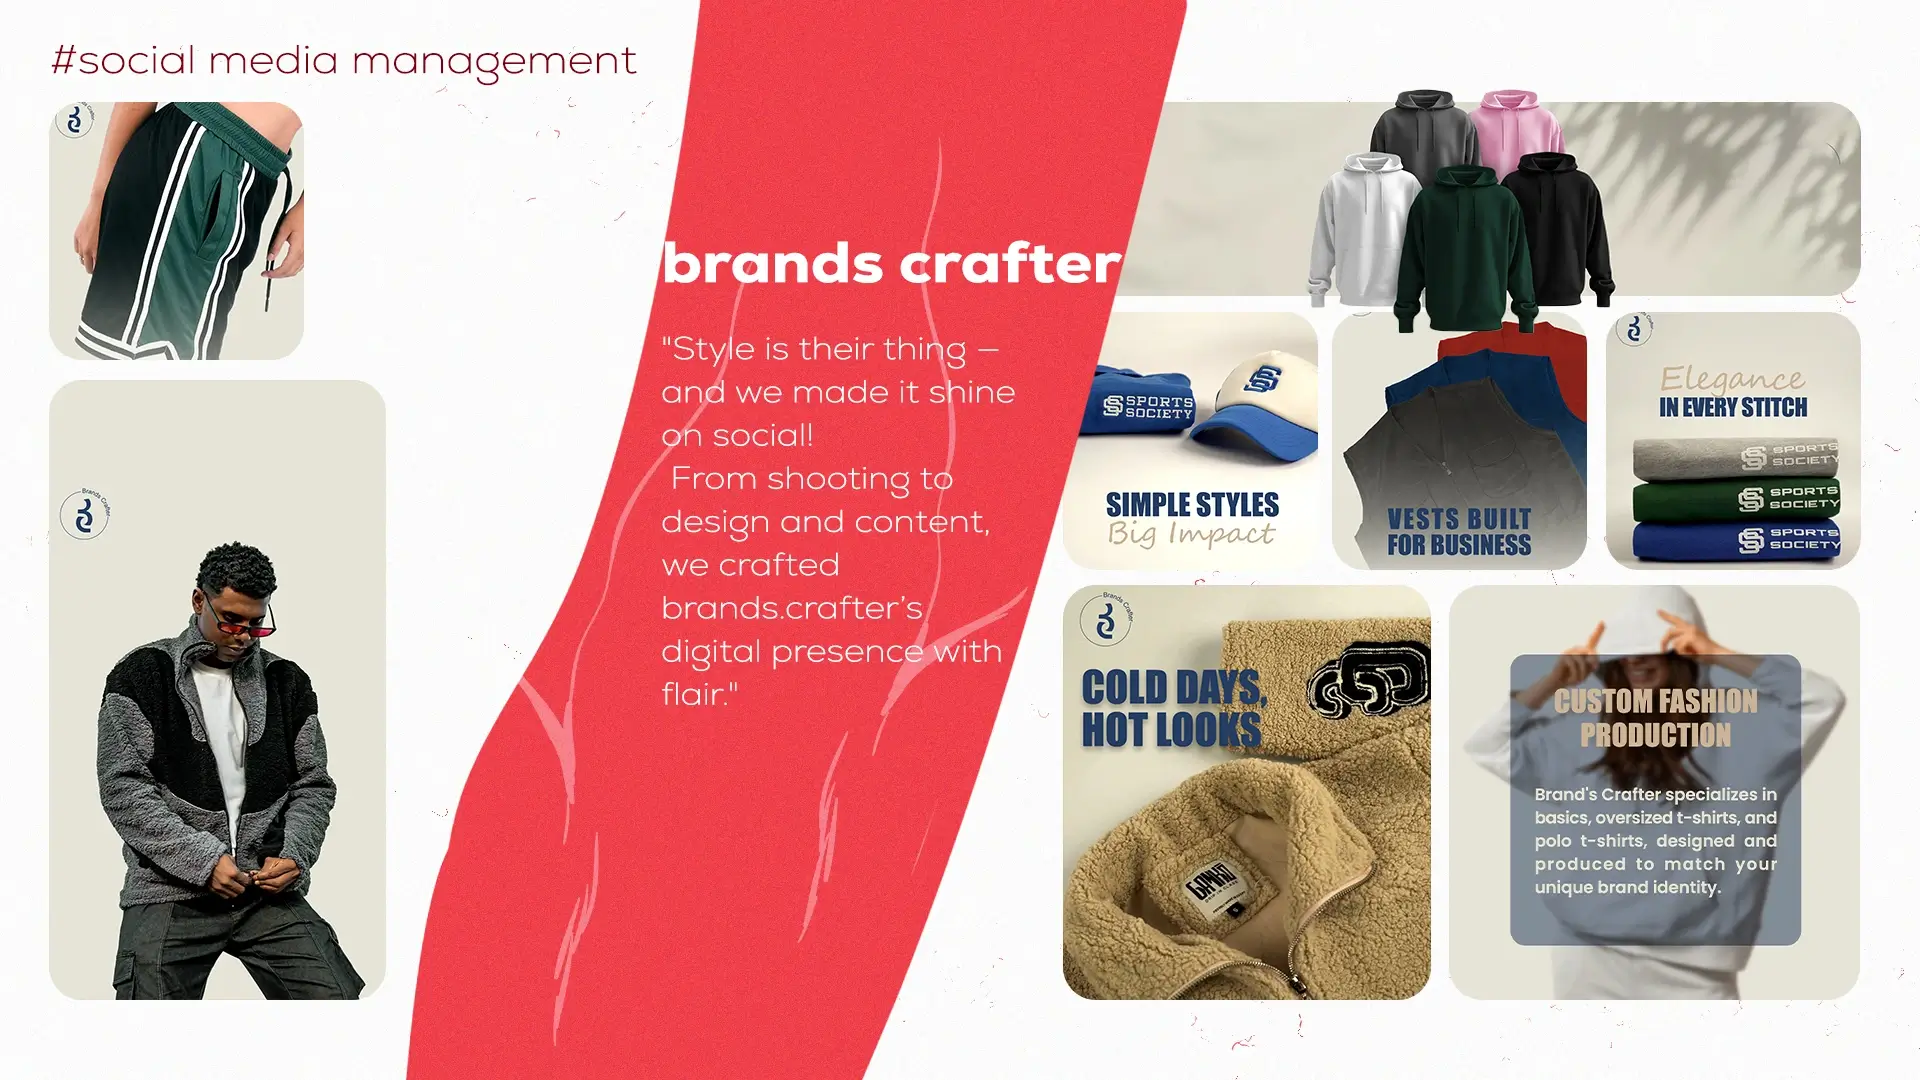 #social media management
brands crafter
"Style is their thing —
and we made it shine
on social!
From shooting to
design and content,
we crafted
brands.crafter's
digital presence with
flair."
Brands Crafter
SPORTS
SOCIETY
SIMPLE STYLES
Big Impact
VESTS BUILT
FOR BUSINESS
Elegance
IN EVERY STITCH
SPORTS
SOCIETY
SPORTS
SOCIETY
SPORTS
SOCIETY
Brands Crafter
COLD DAYS,
HOT LOOKS
CUSTOM FASHION
PRODUCTION
Brand's Crafter specializes in
basics, oversized t-shirts, and
polo t-shirts, designed and
produced to match your
unique brand identity.